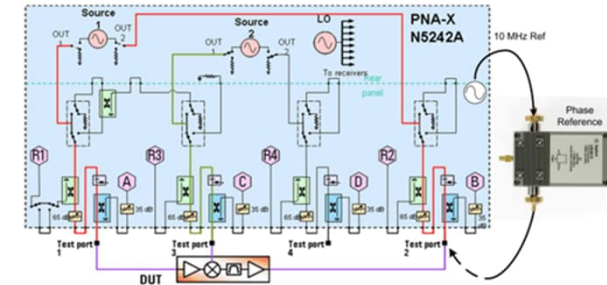 Source
1
OUT
1
OUT
2
Source
2
OUT
1
OUT
2
LO
To receivers
PNA-X
N5242A
rear
panel
10 MHz Ref
Phase
Reference
R1
A
R3
C
R4
D
R2
B
65 dB
35 dB
65 dB
35 dB
65 dB
35 dB
65 dB
35 dB
Test port
1
Test port
3
Test port
4
Test port
2
DUT